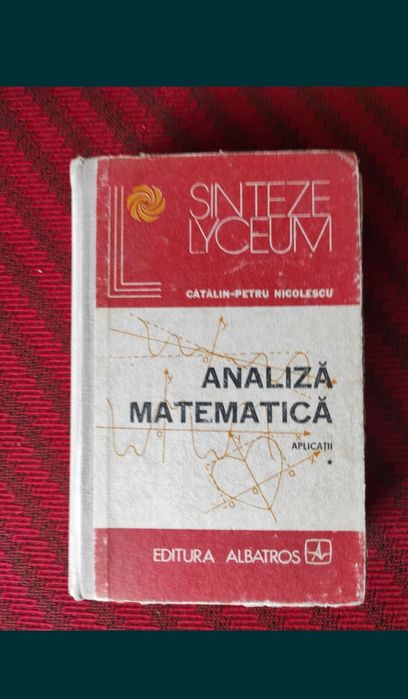 SINTEZE
LYCEUM
CATALIN-PETRU NICOLESCU
ANALIZĂ
MATEMATICĂ
APLICAȚII
*
EDITURA ALBATROS